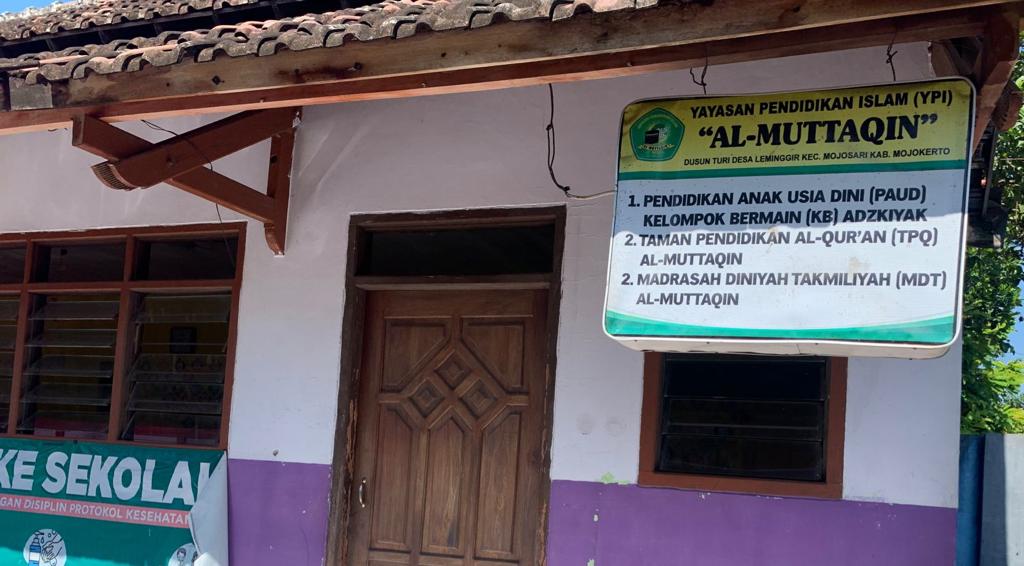 YAYASAN PENDIDIKAN ISLAM (YPI)
"AL-MUTTAQIN"
DUSUN TURI DESA LEMINGGIR KEC. MOJOSARI KAB. MOJOKERTO
1. PENDIDIKAN ANAK USIA DINI (PAUD)
KELOMPOK BERMAIN (KB) ADZKIYAK
2. TAMAN PENDIDIKAN AL-QUR'AN (TPQ)
AL-MUTTAQIN
2. MADRASAH DINIYAH TAKMILIYAH (MDT)
AL-MUTTAQIN
KE SEKOLA
GAN DISIPLIN PROTOKOL KESEHATAN